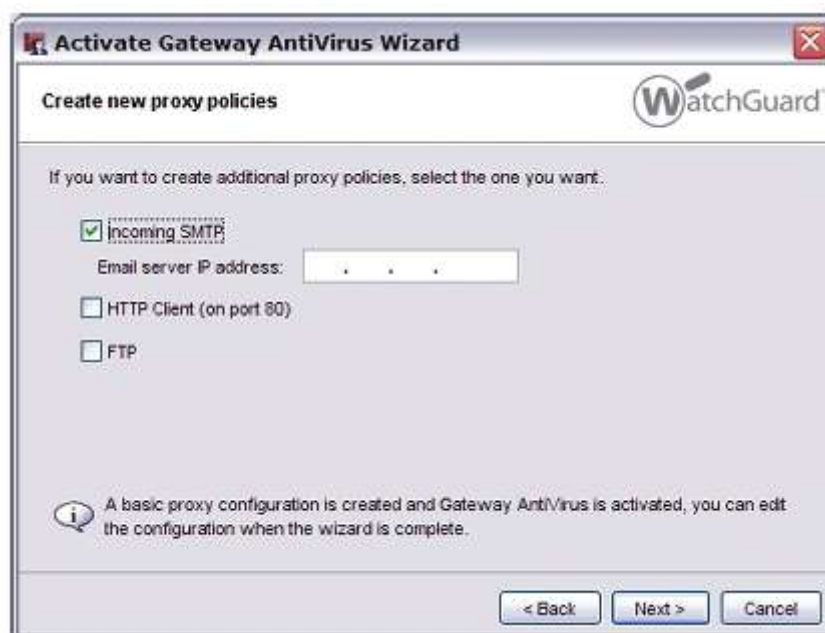 Activate Gateway AntiVirus Wizard
Create new proxy policies
WatchGuard
If you want to create additional proxy policies, select the one you want.
Incoming SMTP
Email server IP address:
. . .
HTTP Client (on port 80)
FTP
A basic proxy configuration is created and Gateway AntiVirus is activated, you can edit
the configuration when the wizard is complete.
< Back Next > Cancel